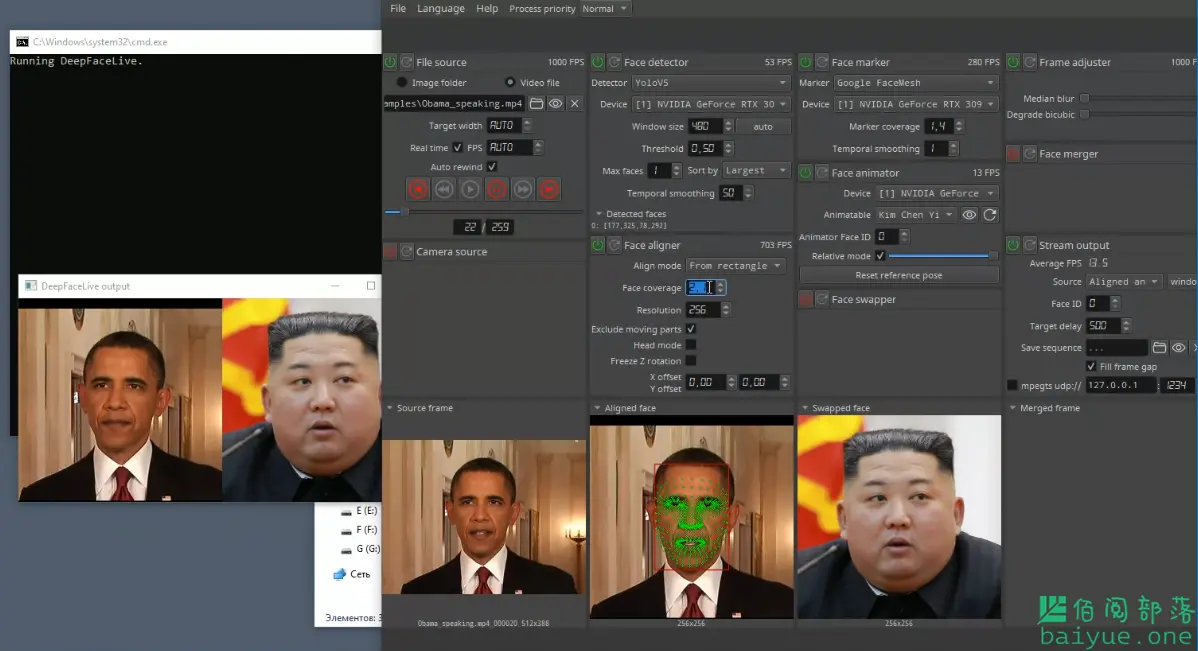 File Language Help Process priority Normal
C:\Windows\system32\cmd.exe
Running DeepFaceLive.
File source 1000 FPS
Image folder Video file
amples\Obama_speaking.mp4
Target width AUTO
Real time FPS AUTO
Auto rewind
22 / 259
Camera source
Face detector 53 FPS
Detector YoloV5
Device [1] NVIDIA GeForce RTX 30
Window size 480 auto
Threshold 0,50
Max faces 1 Sort by Largest
Temporal smoothing 50
Detected faces
0: [177,325,78,292]
Face aligner 703 FPS
Align mode From rectangle
Face coverage
Resolution 256
Exclude moving parts
Head mode
Freeze Z rotation
X offset
Y offset
0,00 0,00
Face marker 280 FPS
Marker Google FaceMesh
Device [1] NVIDIA GeForce RTX 309
Marker coverage 1,4
Temporal smoothing 1
Face animator 13 FPS
Device [1] NVIDIA GeForce
Animatable Kim Chen Yi
Animator Face ID 0
Relative mode
Reset reference pose
Face swapper
Frame adjuster 1000 F
Median blur
Degrade bicubic
Face merger
Stream output
Average FPS 13.5
Source Aligned an windo
Face ID 0
Target delay 500
Save sequence ...
Fill frame gap
mpegts udp:// 127.0.0.1 : 1234
DeepFaceLive output
E (E:)
F (F:)
G (G:)
Сеть
Элементов: 3
Source frame
Obama_speaking.mp4_000020 512x388
Aligned face
256x256
Swapped face
256x256
Merged frame
佰阅部落
baiyue.one